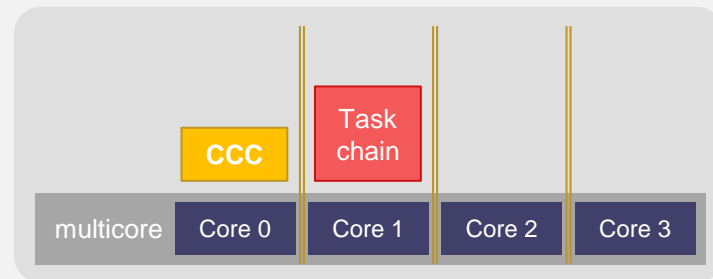 CCC
Task
chain
multicore
Core 0
Core 1
Core 2
Core 3